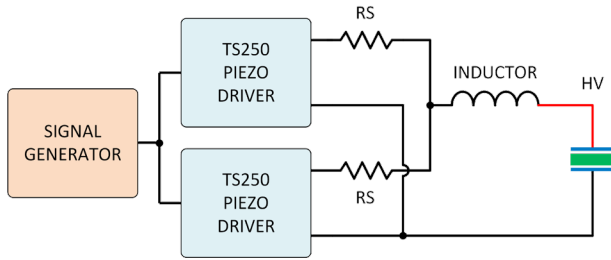 RS
TS250
PIEZO
DRIVER
INDUCTOR
HV
SIGNAL
GENERATOR
TS250
PIEZO
DRIVER
RS